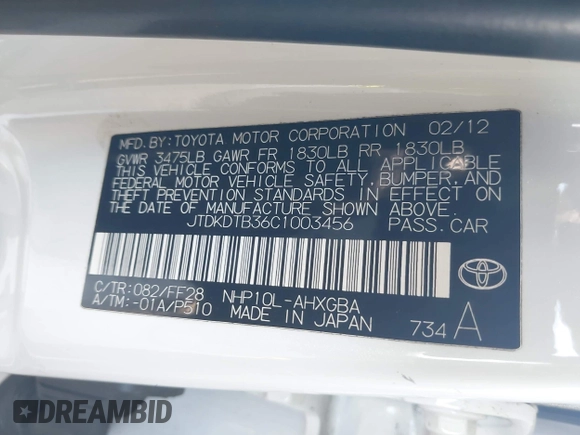 MFD. BY: TOYOTA MOTOR CORPORATION 02/12
GVWR 3475LB GAWR FR 1830LB RR 1830LB
THIS VEHICLE CONFORMS TO ALL APPLICABLE
FEDERAL MOTOR VEHICLE SAFETY, BUMPER, AND
THEFT PREVENTION STANDARDS IN EFFECT ON
THE DATE OF MANUFACTURE SHOWN ABOVE.
JTDKDTB36C1003456 PASS. CAR
C/TR: 082/FF28 NHP10L-AHXGBA
A/TM: -01A/P510 MADE IN JAPAN 734 A
DREAMBID